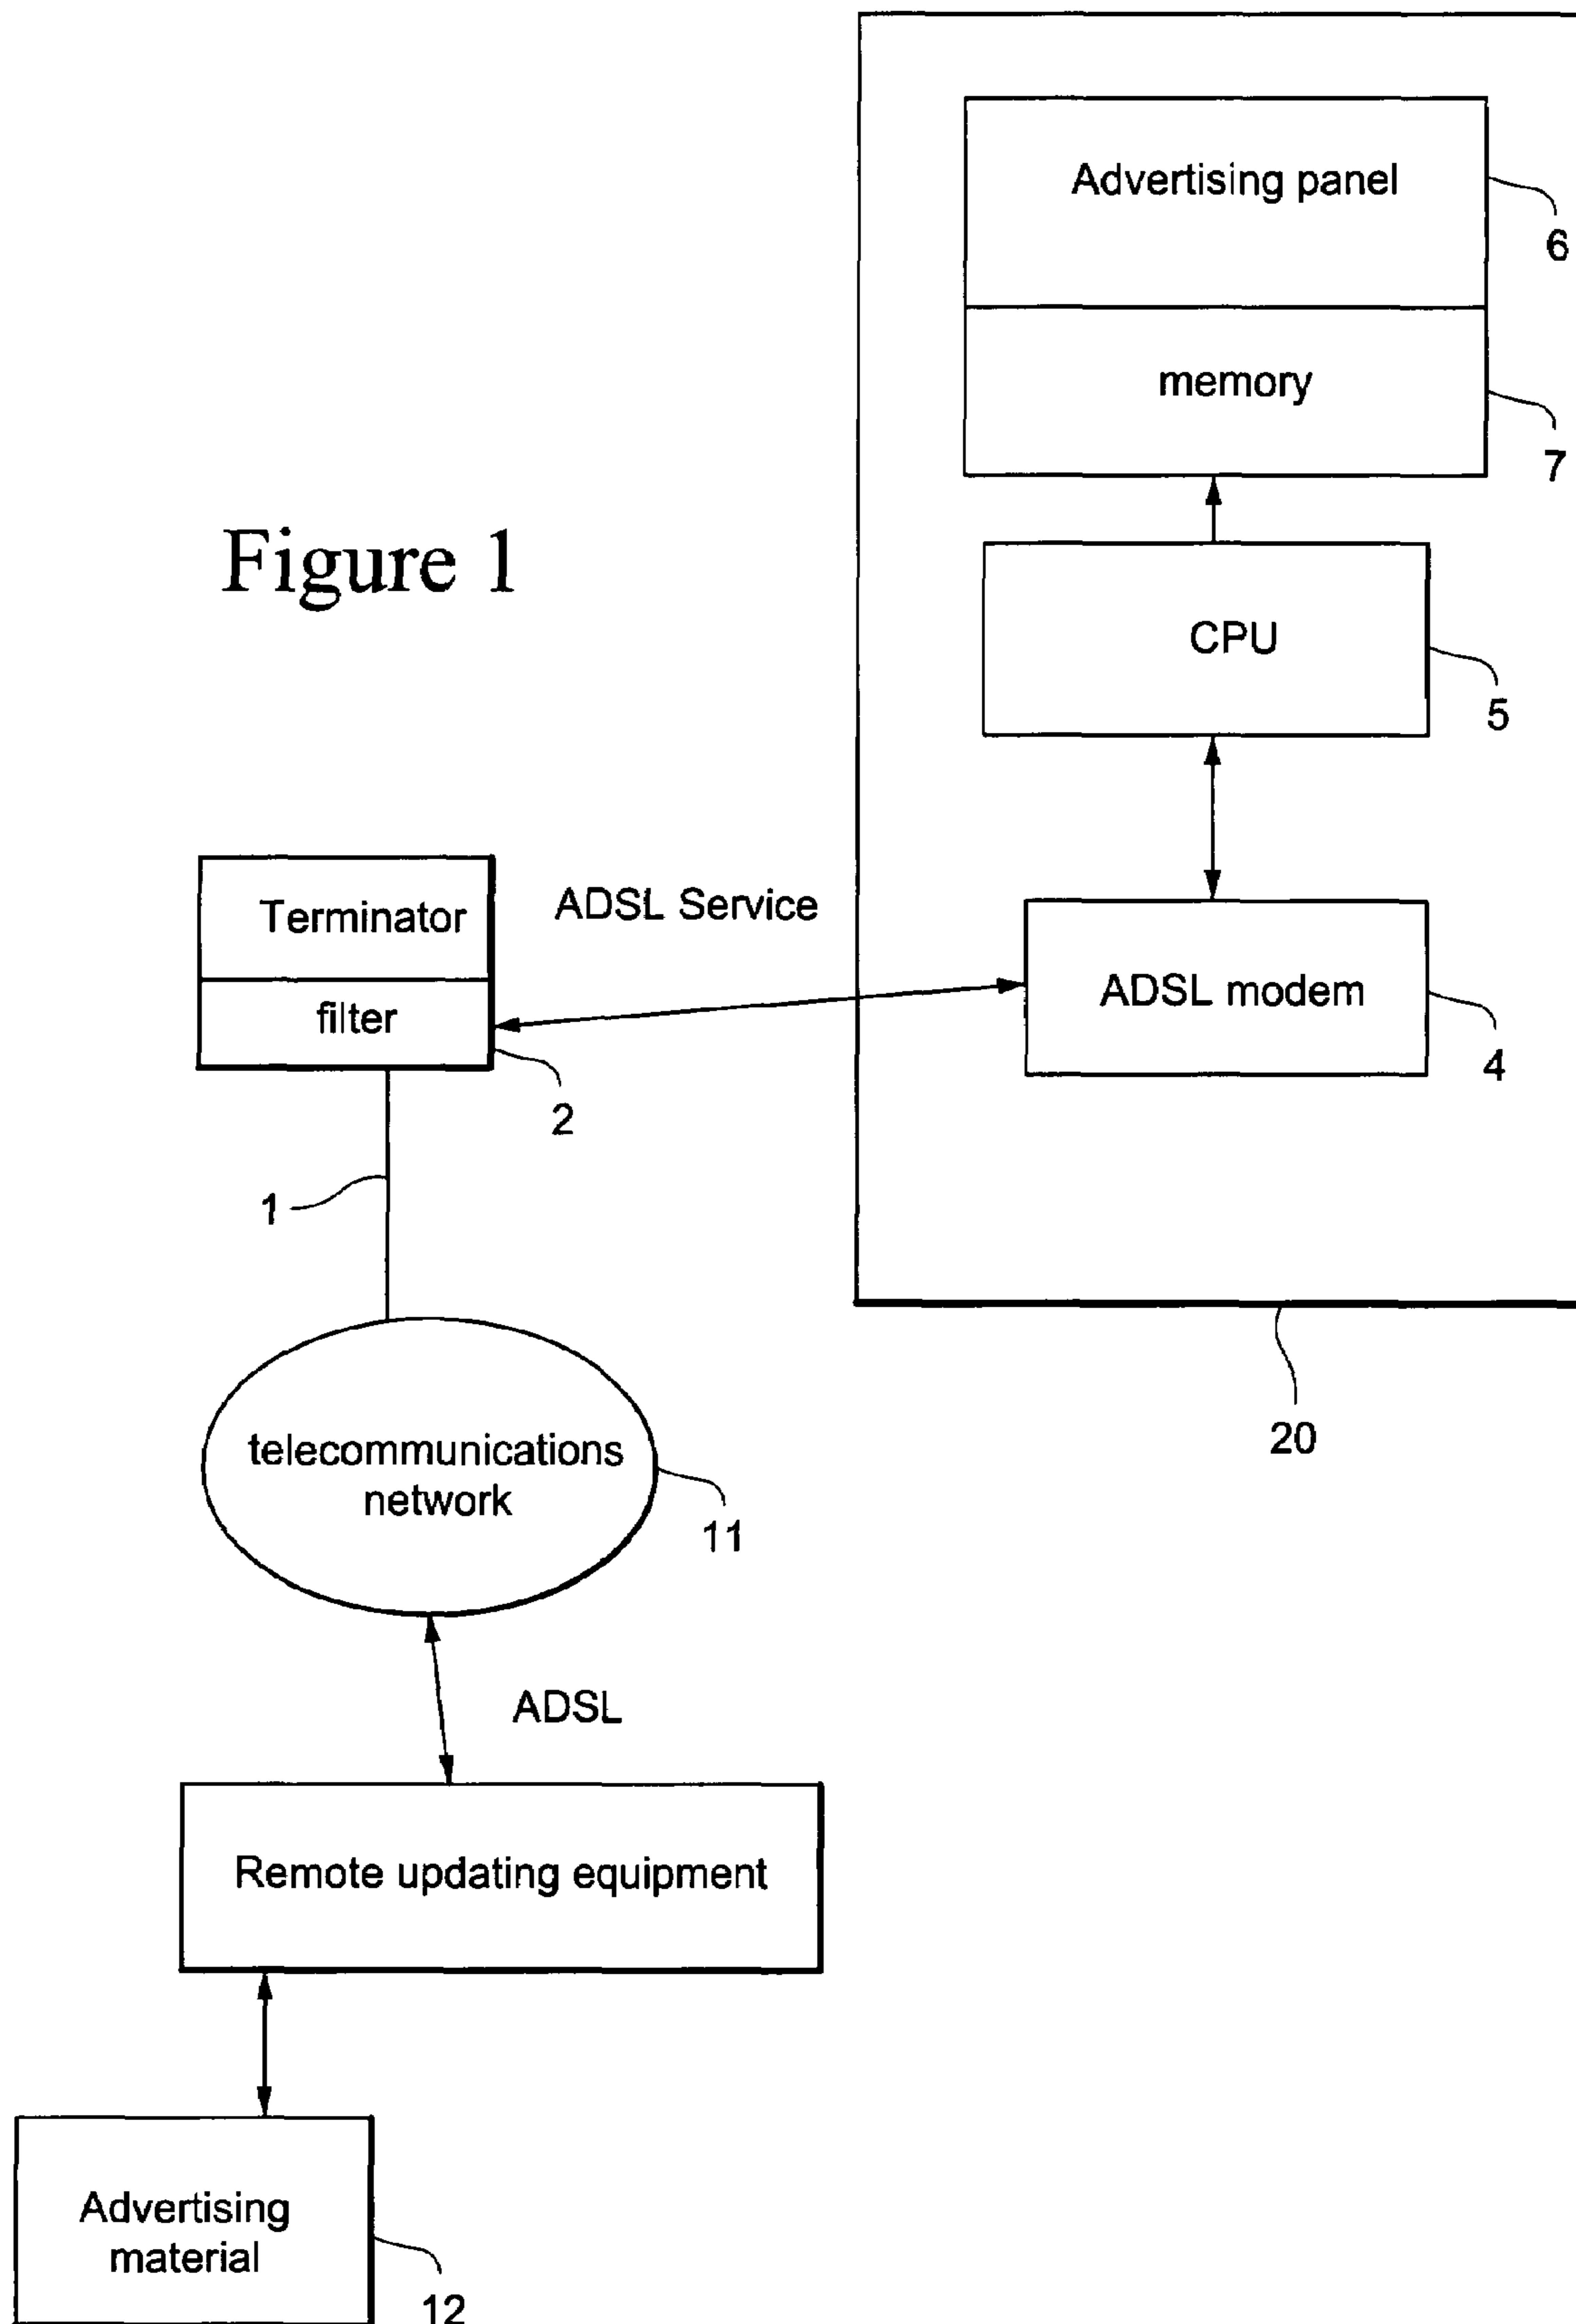 Advertising panel
6
memory
7
Figure 1
CPU
5
Terminator
ADSL Service
filter
ADSL modem
2
4
1
telecommunications
network
20
11
ADSL
Remote updating equipment
Advertising
material
12